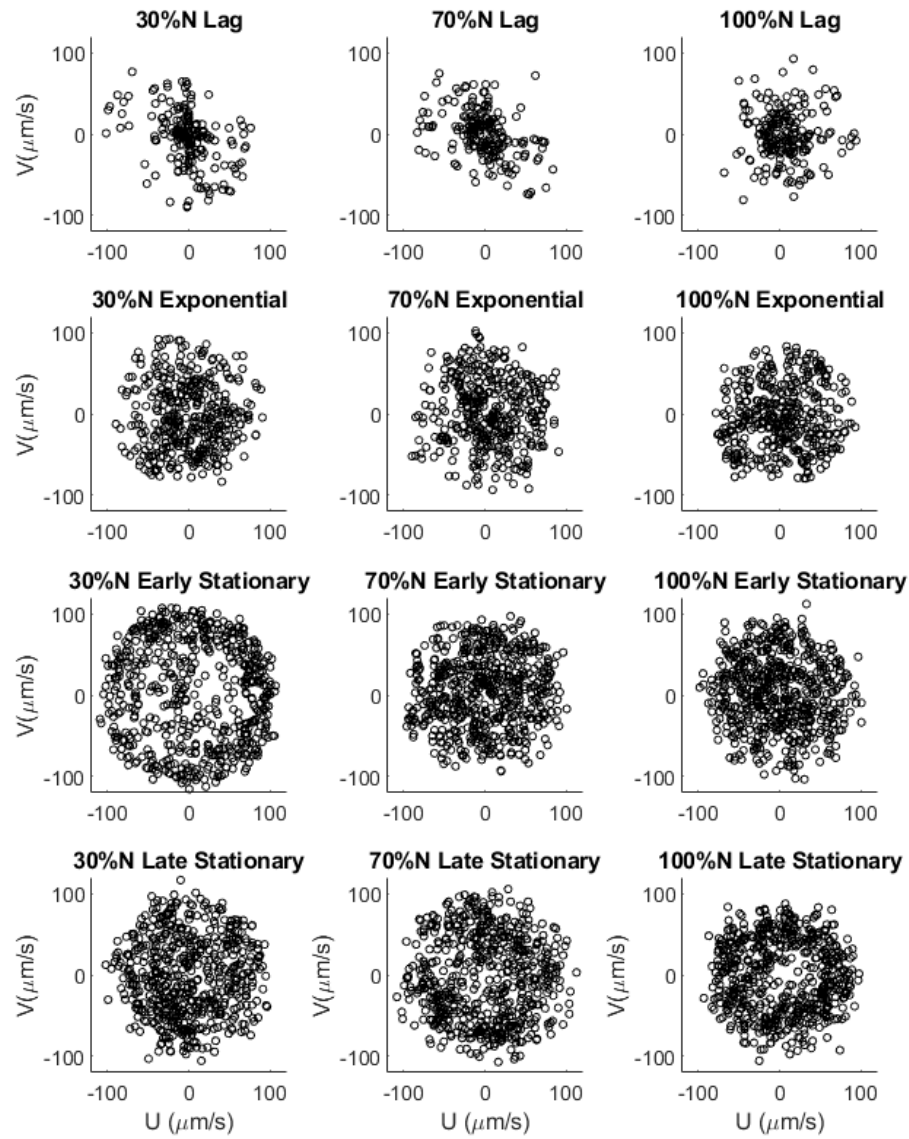 30%N Lag 70%N Lag 100%N Lag
100 100 100
V(μm/s) 0 0 0
-100 -100 -100
-100 0 100 -100 0 100 -100 0 100
30%N Exponential 70%N Exponential 100%N Exponential
100 100 100
V(μm/s) 0 0 0
-100 -100 -100
-100 0 100 -100 0 100 -100 0 100
30%N Early Stationary 70%N Early Stationary 100%N Early Stationary
100 100 100
V(μm/s) 0 0 0
-100 -100 -100
-100 0 100 -100 0 100 -100 0 100
30%N Late Stationary 70%N Late Stationary 100%N Late Stationary
100 100 100
V(μm/s) 0 V(μm/s) 0 V(μm/s) 0
-100 -100 -100
-100 0 100 -100 0 100 -100 0 100
U (μm/s) U (μm/s) U (μm/s)